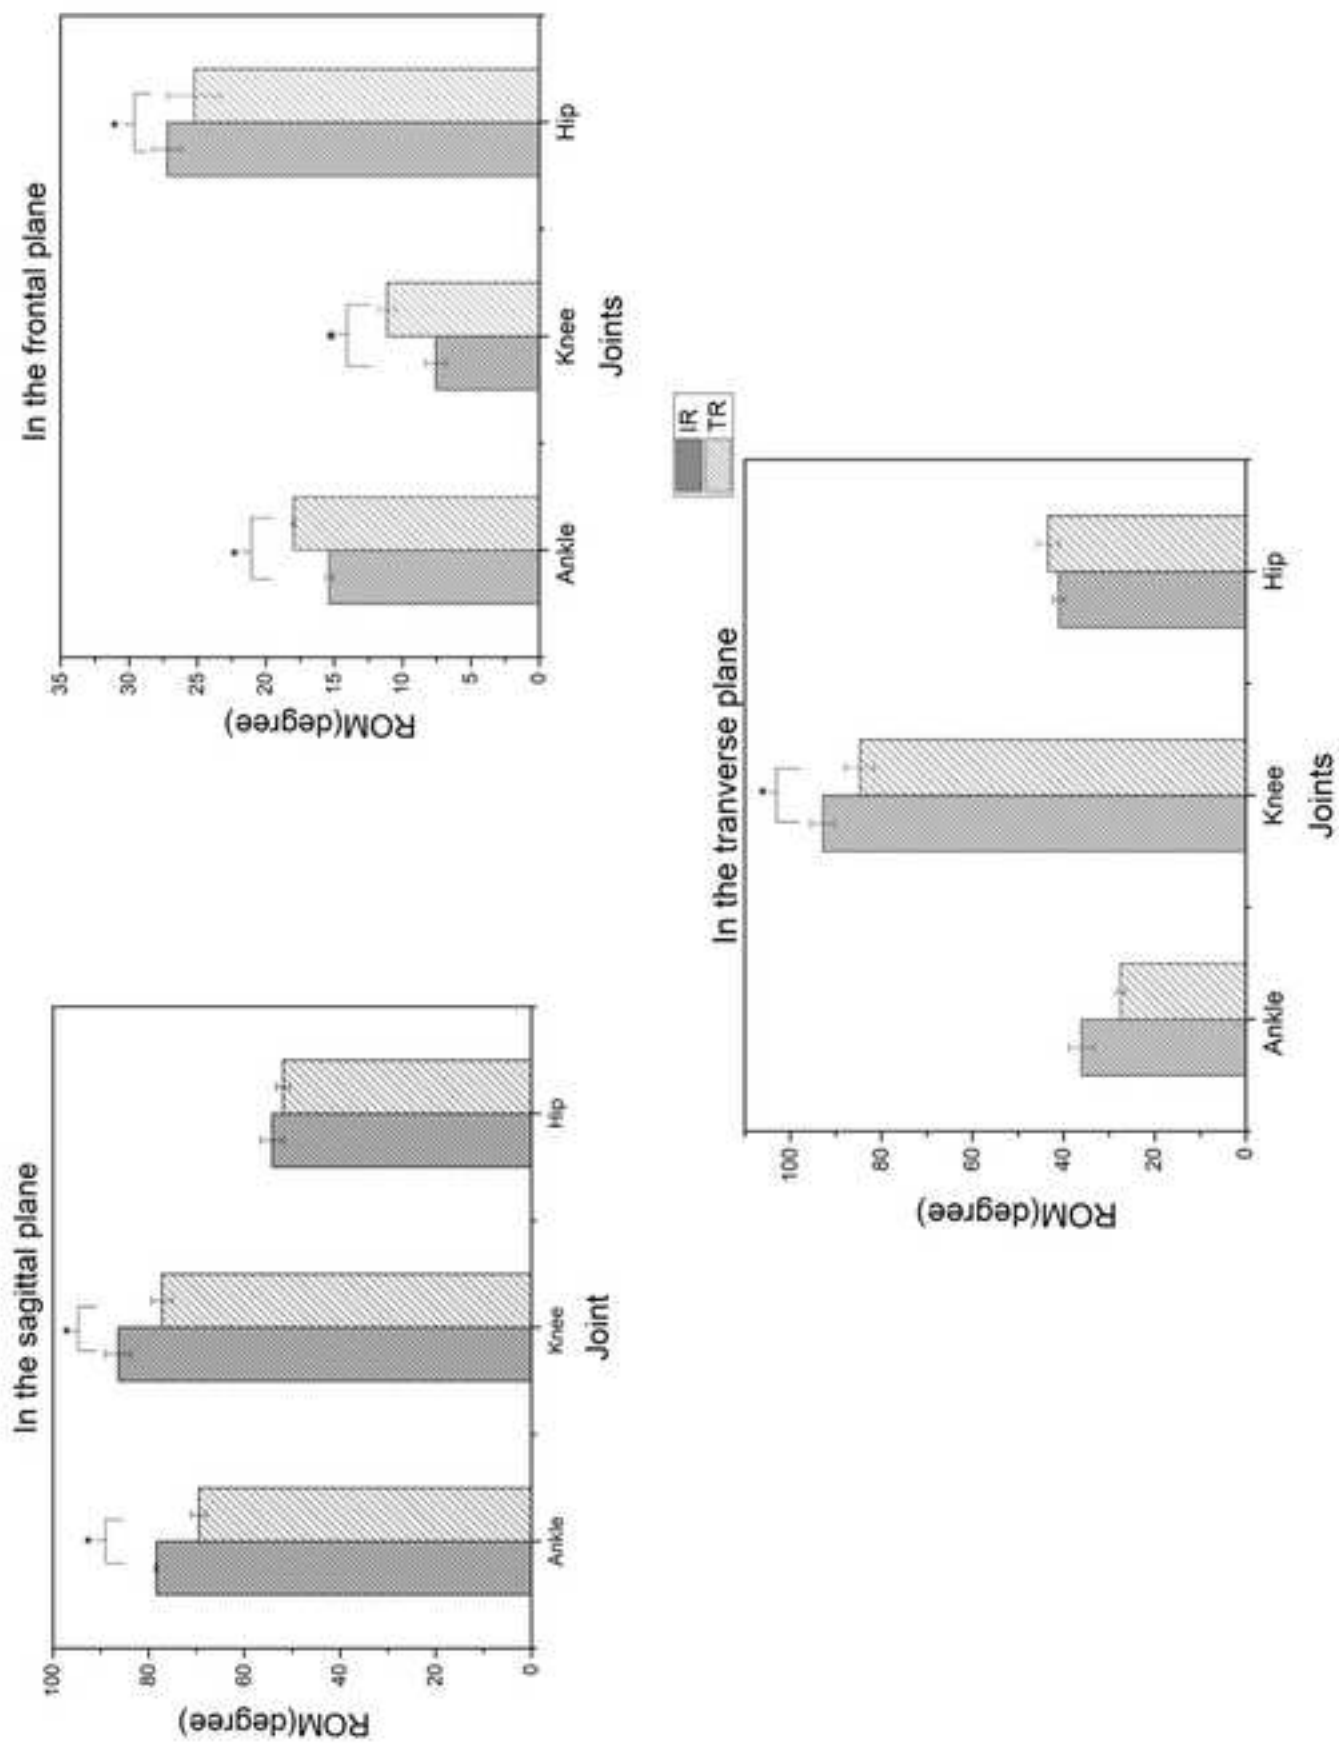 In the sagittal plane
ROM(degree)
100
80
60
40
20
0
Ankle
Knee
Hip
Joint
In the frontal plane
ROM(degree)
35
30
25
20
15
10
5
0
Ankle
Knee
Hip
Joints
IR
TR
In the tranverse plane
ROM(degree)
100
80
60
40
20
0
Ankle
Knee
Hip
Joints